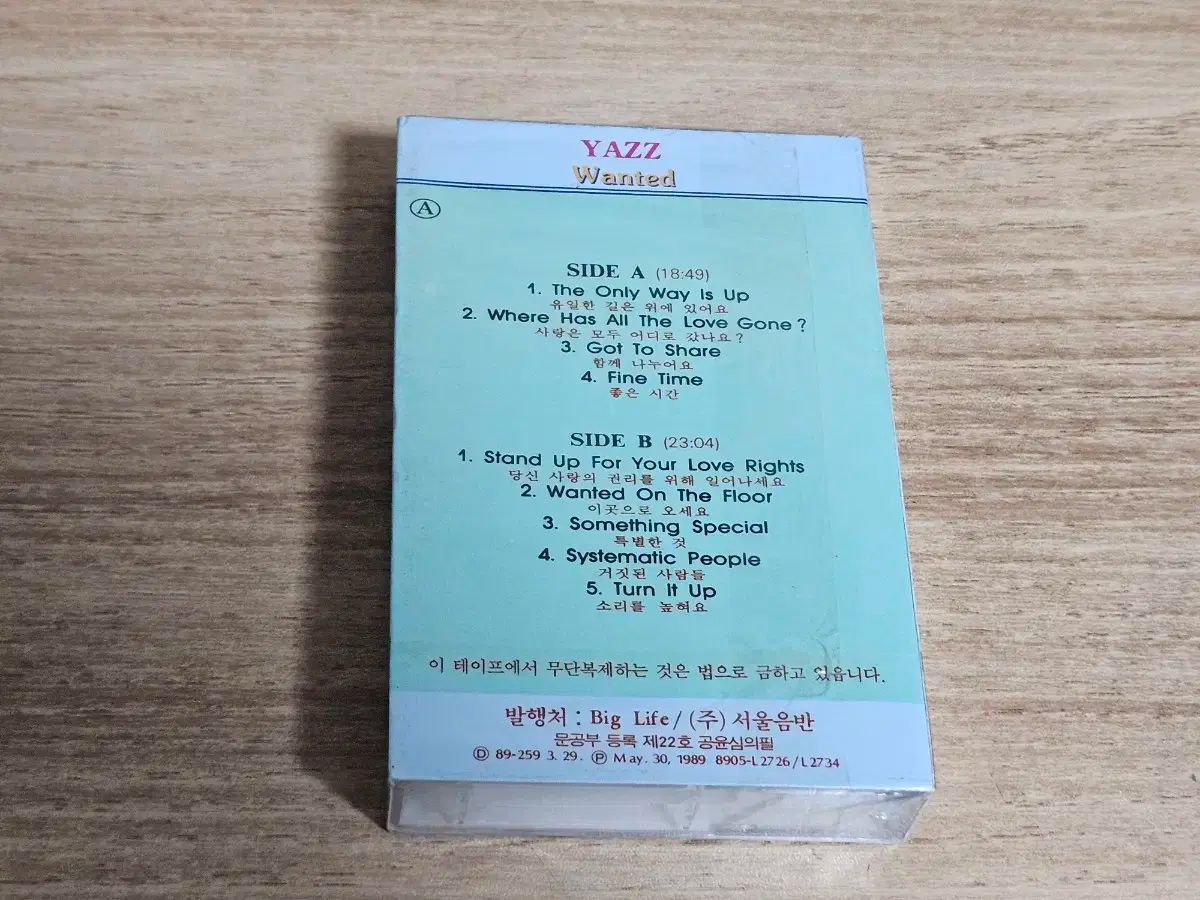 YAZZ
Wanted
Ⓐ
SIDE A (18:49)
1. The Only Way Is Up
유일한 길은 위에 있어요
2. Where Has All The Love Gone?
사랑은 모두 어디로 갔나요?
3. Got To Share
함께 나누어요
4. Fine Time
좋은 시간
SIDE B (23:04)
1. Stand Up For Your Love Rights
당신 사랑의 권리를 위해 일어나세요
2. Wanted On The Floor
이곳으로 오세요
3. Something Special
특별한 것
4. Systematic People
거짓된 사람들
5. Turn It Up
소리를 높혀요
이 테이프에서 무단복제하는 것은 법으로 금하고 있읍니다.
발행처 : Big Life / (주) 서울음반
문공부 등록 제22호 공윤심의필
Ⓓ 89-259 3. 29. Ⓟ May. 30, 1989 8905-L2726/L2734